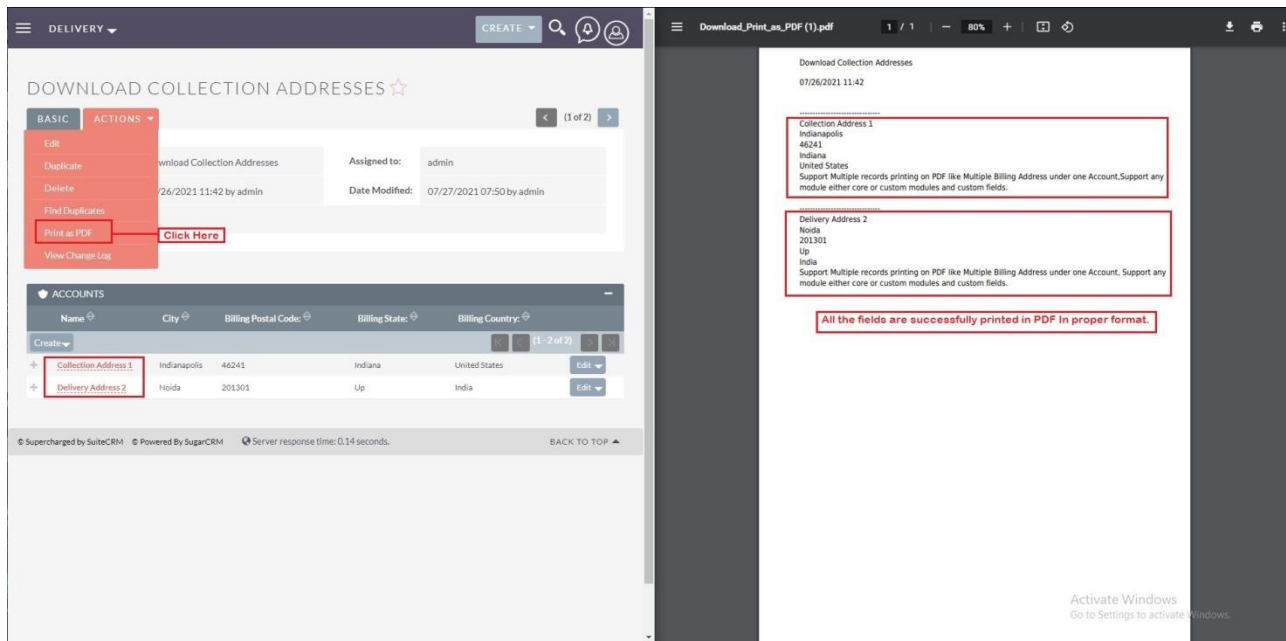 DELIVERY
CREATE
DOWNLOAD COLLECTION ADDRESSES
BASIC
ACTIONS
(1 of 2)
Edit
Duplicate
Delete
Find Duplicates
Print as PDF
View Change Log
Click Here
wnload Collection Addresses
Assigned to:
admin
/26/2021 11:42 by admin
Date Modified:
07/27/2021 07:50 by admin
ACCOUNTS
Name City Billing Postal Code: Billing State: Billing Country:
Create
(1 - 2 of 2)
Collection Address 1 Indianapolis 46241 Indiana United States Edit
Delivery Address 2 Noida 201301 Up India Edit
© Supercharged by SuiteCRM © Powered By SugarCRM Server response time: 0.14 seconds. BACK TO TOP
Download_Print_as_PDF (1).pdf 1 / 1 | − 80% +
Download Collection Addresses
07/26/2021 11:42
--------------------------------
Collection Address 1
Indianapolis
46241
Indiana
United States
Support Multiple records printing on PDF like Multiple Billing Address under one Account,Support any
module either core or custom modules and custom fields.
--------------------------------
Delivery Address 2
Noida
201301
Up
India
Support Multiple records printing on PDF like Multiple Billing Address under one Account, Support any
module either core or custom modules and custom fields.
All the fields are successfully printed in PDF In proper format.
Activate Windows
Go to Settings to activate Windows.